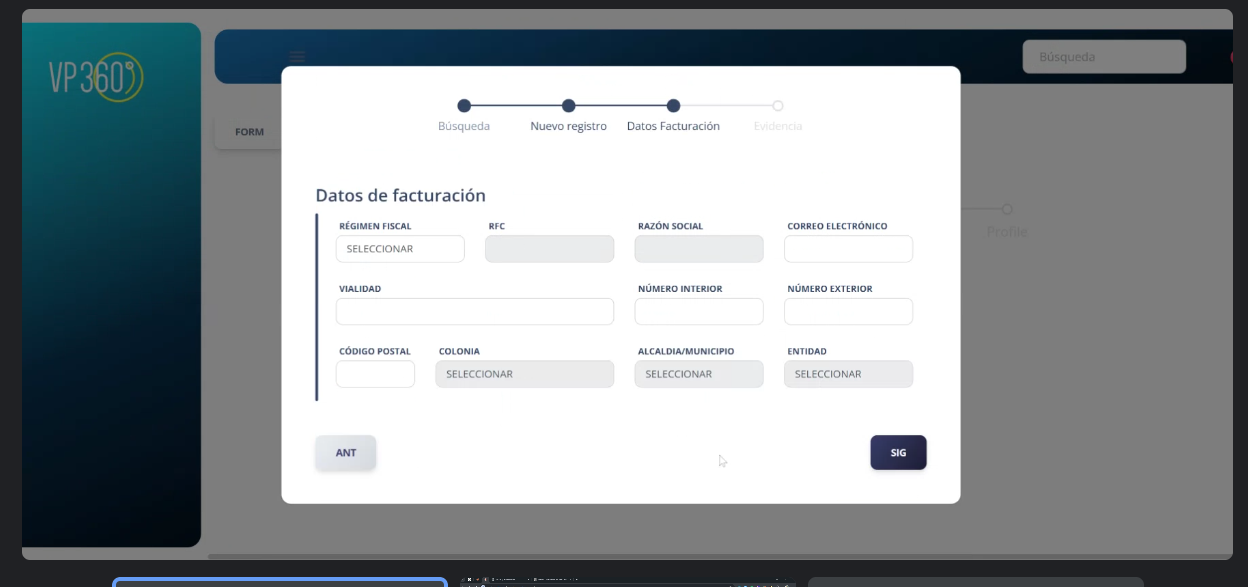 VP360°
Búsqueda
FORM
Búsqueda
Nuevo registro
Datos Facturación
Evidencia
Profile
Datos de facturación
RÉGIMEN FISCAL
RFC
RAZÓN SOCIAL
CORREO ELECTRÓNICO
SELECCIONAR
VIALIDAD
NÚMERO INTERIOR
NÚMERO EXTERIOR
CÓDIGO POSTAL
COLONIA
ALCALDIA/MUNICIPIO
ENTIDAD
SELECCIONAR
SELECCIONAR
SELECCIONAR
ANT
SIG